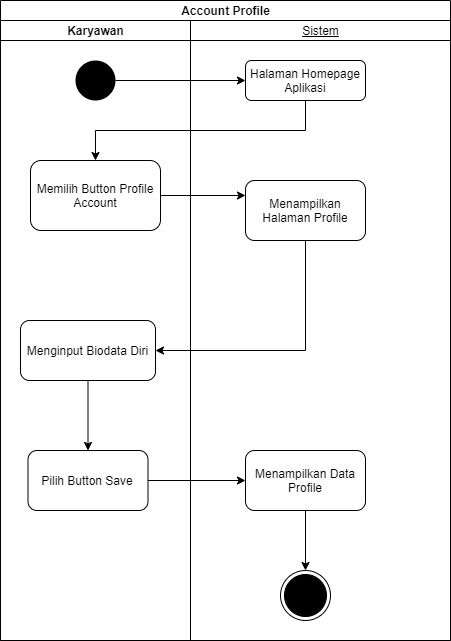 Account Profile
Karyawan
Sistem
Halaman Homepage
Aplikasi
Memilih Button Profile
Account
Menampilkan
Halaman Profile
Menginput Biodata Diri
Pilih Button Save
Menampilkan Data
Profile